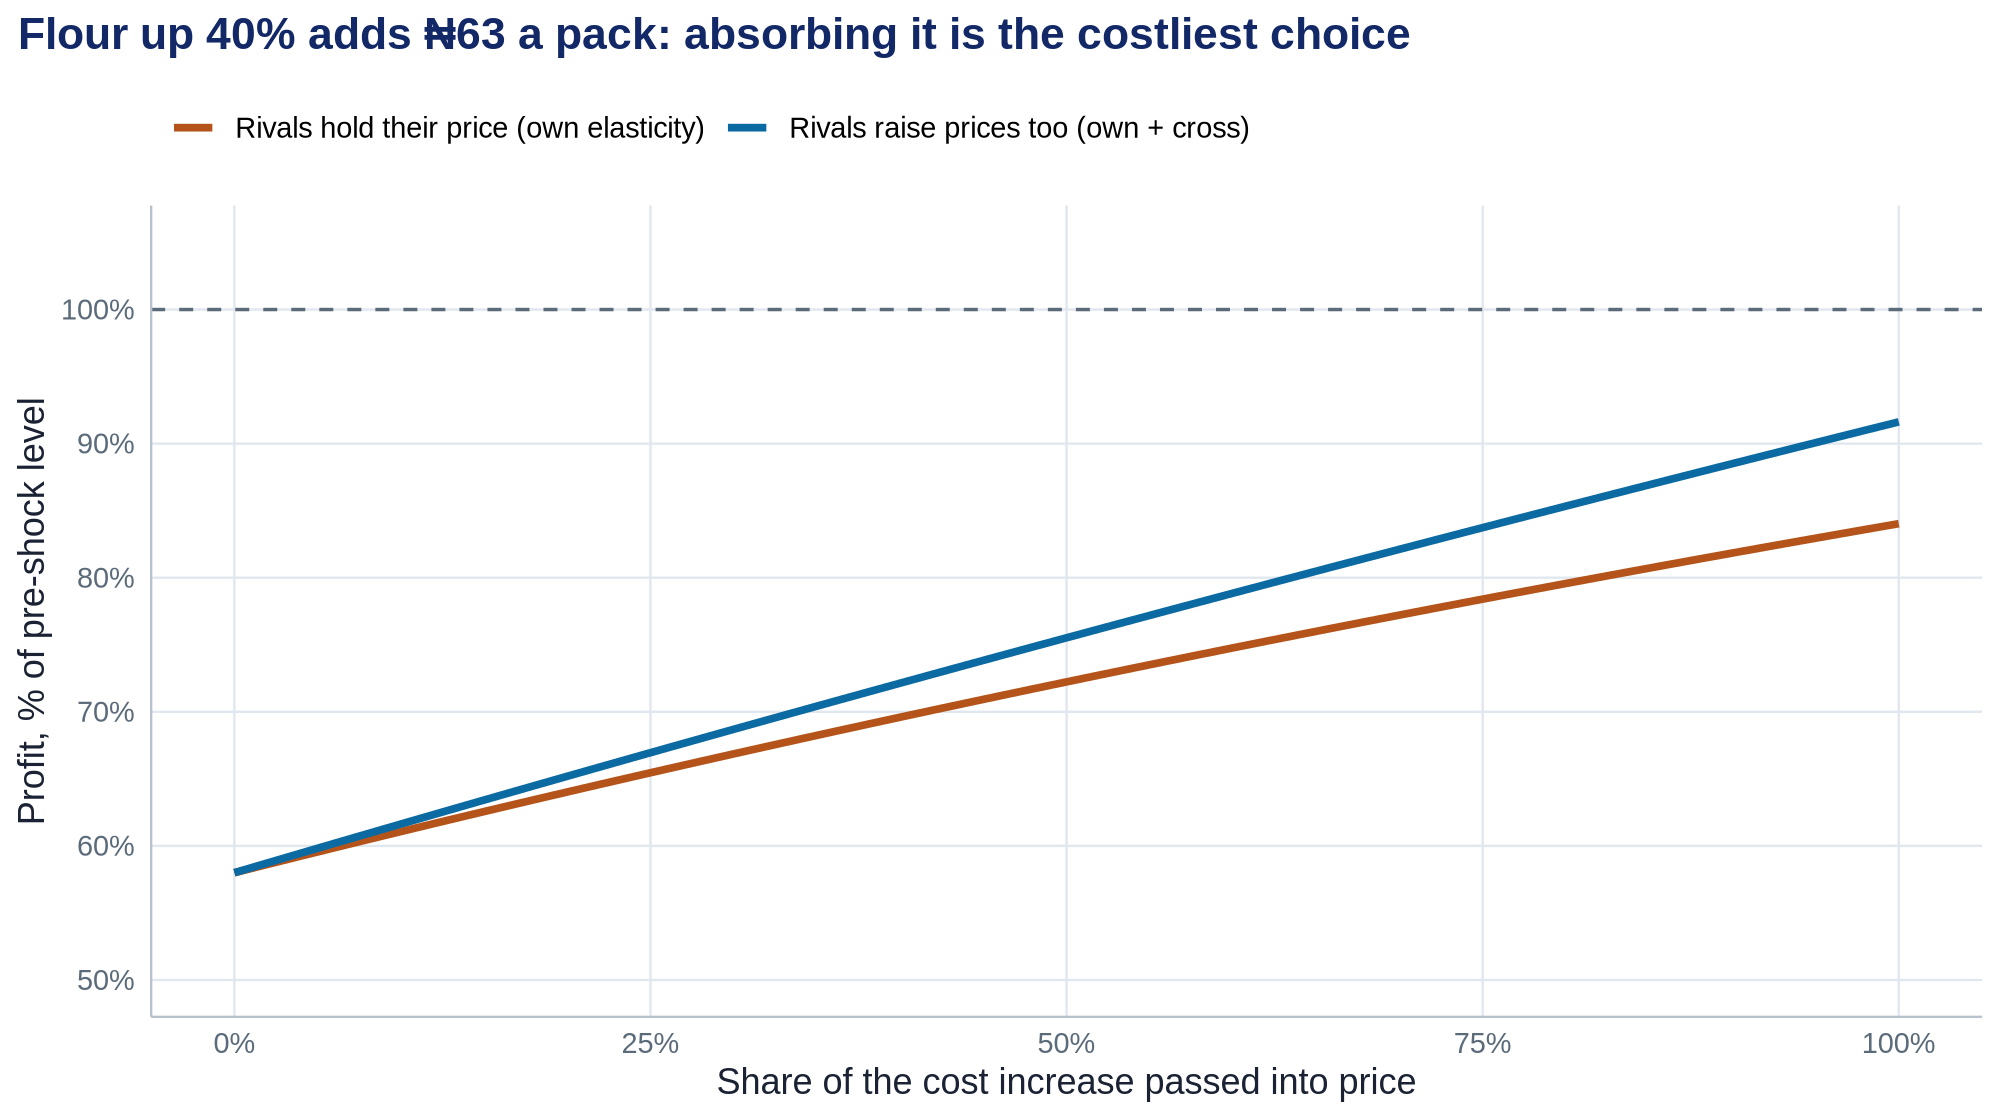 Flour up 40% adds ₦63 a pack: absorbing it is the costliest choice
Rivals hold their price (own elasticity)
Rivals raise prices too (own + cross)
Profit, % of pre-shock level
100%
90%
80%
70%
60%
50%
0%
25%
50%
75%
100%
Share of the cost increase passed into price